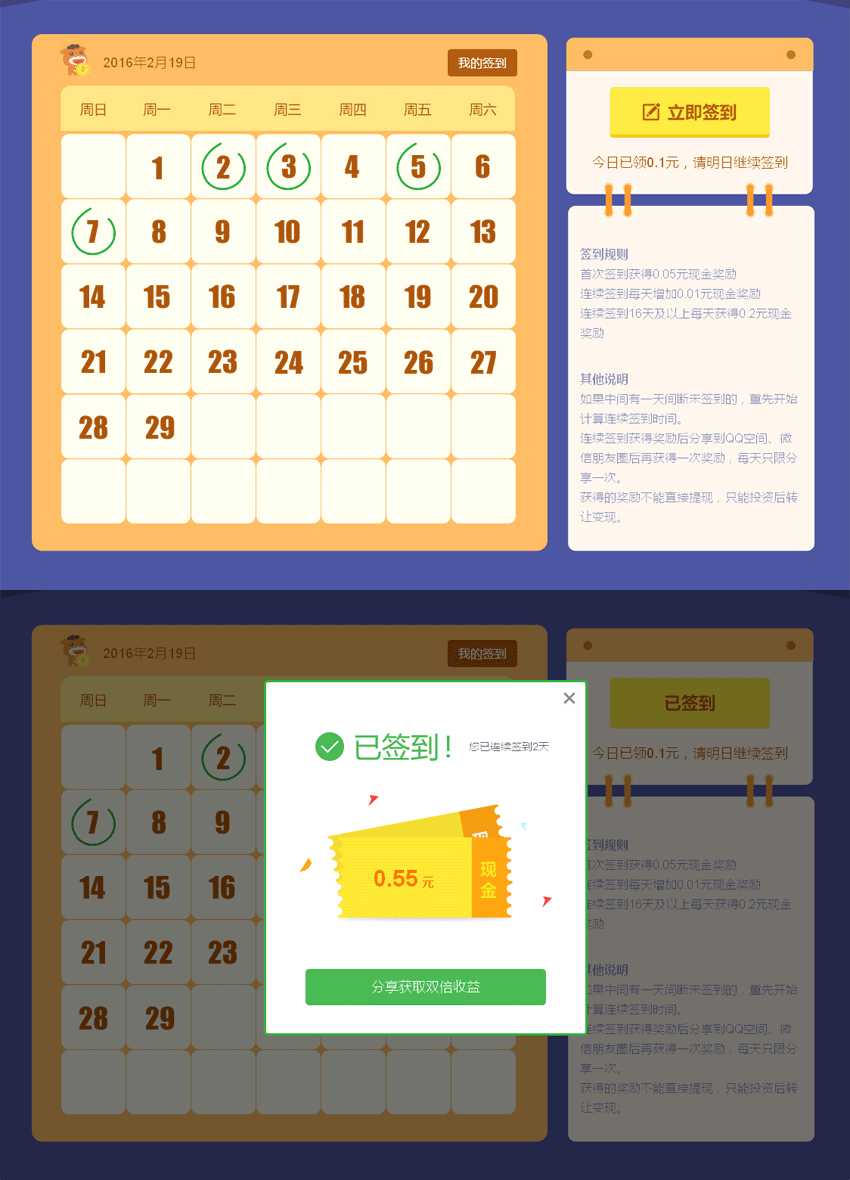 2016年2月19日
我的签到
周日 周一 周二 周三 周四 周五 周六
1 2 3 4 5 6
7 8 9 10 11 12 13
14 15 16 17 18 19 20
21 22 23 24 25 26 27
28 29
立即签到
今日已领0.1元，请明日继续签到
签到规则
首次签到获得0.05元现金奖励
连续签到每天增加0.01元现金奖励
连续签到16天及以上每天获得0.2元现金
奖励
其他说明
如果中间有一天间断未签到的，重先开始
计算连续签到时间。
连续签到获得奖励后分享到QQ空间、微
信朋友圈后再获得一次奖励，每天只限分
享一次。
获得的奖励不能直接提现，只能投资后转
让变现。
2016年2月19日
我的签到
周日 周一 周二
1 2
7 8 9
14 15 16
21 22 23
28 29
已签到！
您已连续签到2天
现
0.55元
现
金
分享获取双倍收益
已签到
今日已领0.1元，请明日继续签到
签到规则
首次签到获得0.05元现金奖励
连续签到每天增加0.01元现金奖励
连续签到16天及以上每天获得0.2元现金
奖励
其他说明
如果中间有一天间断未签到的，重先开始
计算连续签到时间。
连续签到获得奖励后分享到QQ空间、微
信朋友圈后再获得一次奖励，每天只限分
享一次。
获得的奖励不能直接提现，只能投资后转
让变现。